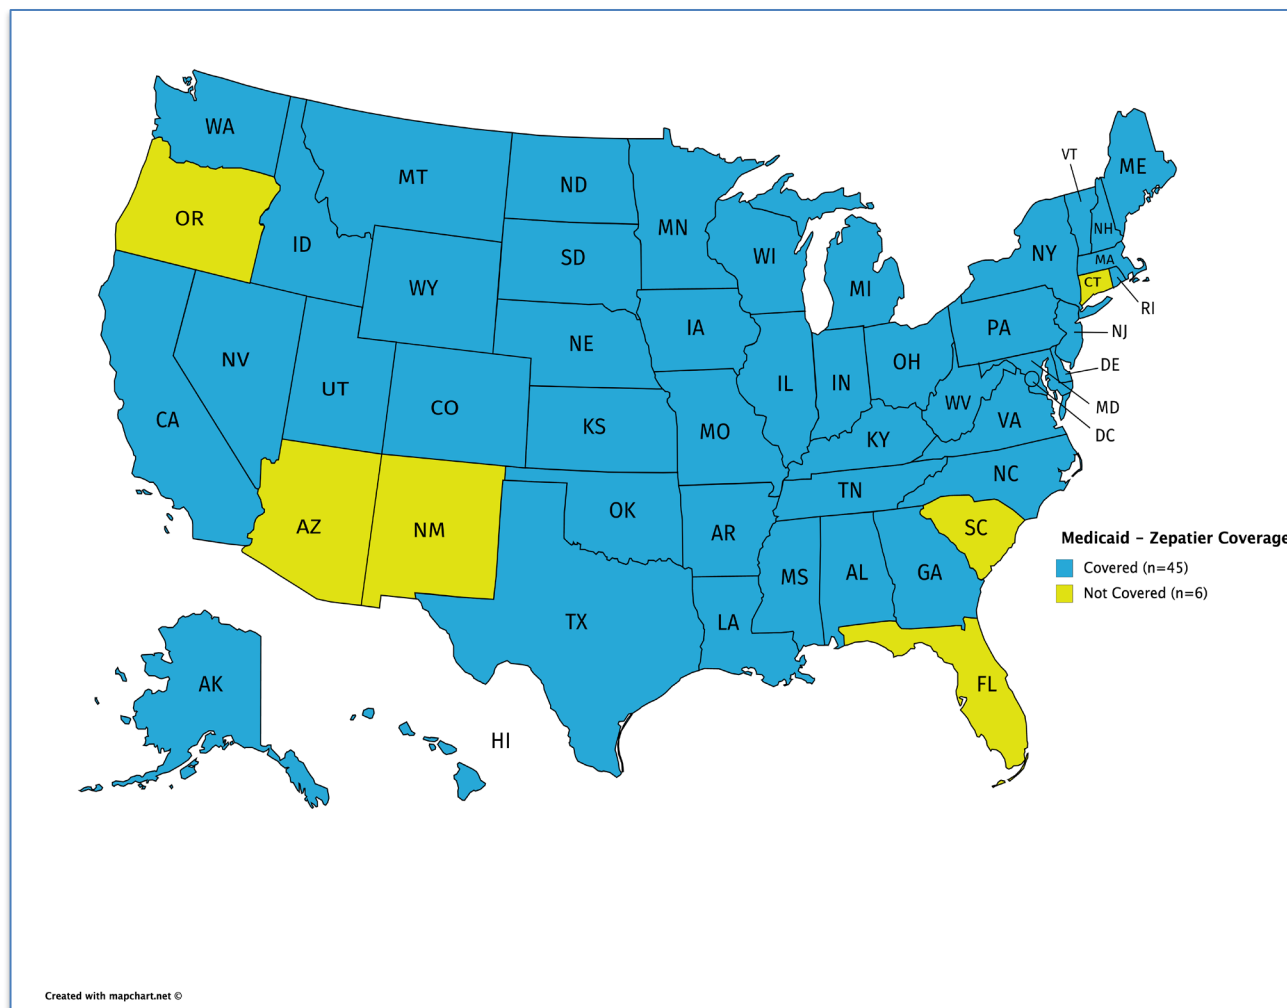 WA
MT
ND
MN
VT
ME
OR
ID
SD
WI
NY
NH
MA
CT
RI
WY
MI
IA
PA
NJ
NV
NE
OH
DE
UT
CO
IL
IN
WV
MD
CA
KS
MO
KY
VA
DC
NC
TN
AZ
NM
OK
AR
SC
MS
AL
GA
TX
LA
FL
AK
HI
Medicaid – Zepatier Coverage
Covered (n=45)
Not Covered (n=6)
Created with mapchart.net ©